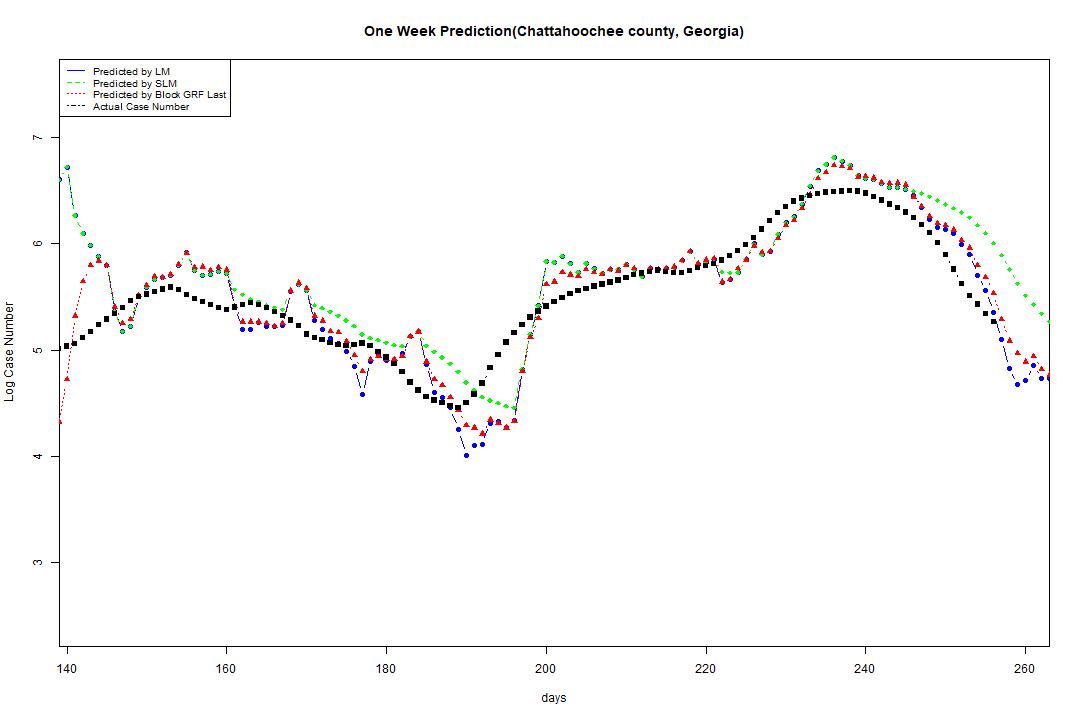 One Week Prediction(Chattahoochee county, Georgia)
Predicted by LM
Predicted by SLM
Predicted by Block GRF Last
Actual Case Number
7
6
5
4
3
Log Case Number
140 160 180 200 220 240 260
days